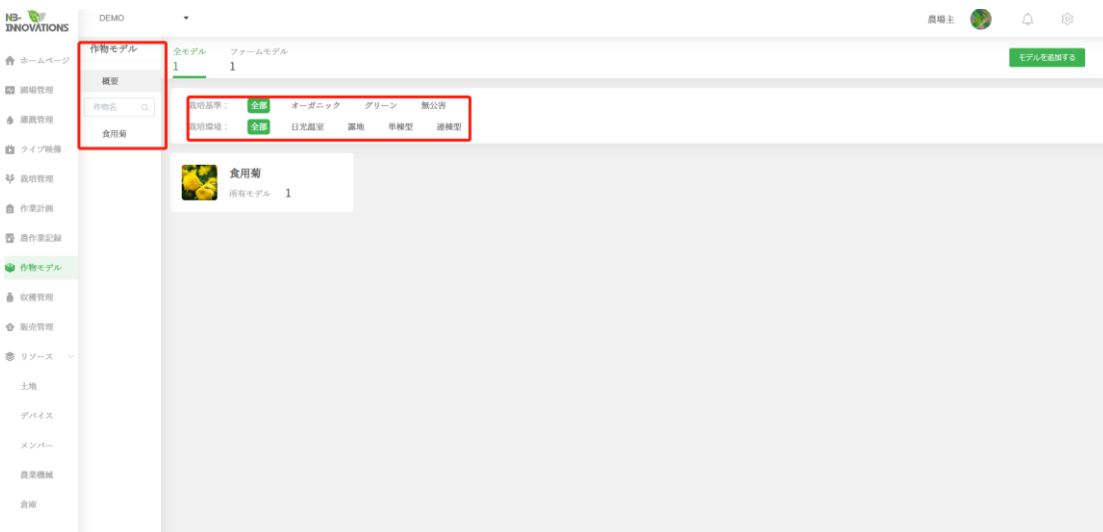 NB-
INNOVATIONS
DEMO
農場主
ホームページ
圃場管理
灌漑管理
ライブ映像
栽培管理
作業計画
農作業記録
作物モデル
収穫管理
販売管理
リソース
土地
デバイス
メンバー
農業機械
倉庫
作物モデル
概要
作物名
食用菊
全モデル ファームモデル
1 1
モデルを追加する
栽培基準： 全部 オーガニック グリーン 無公害
栽培環境： 全部 日光温室 露地 単棟型 連棟型
食用菊
所有モデル 1